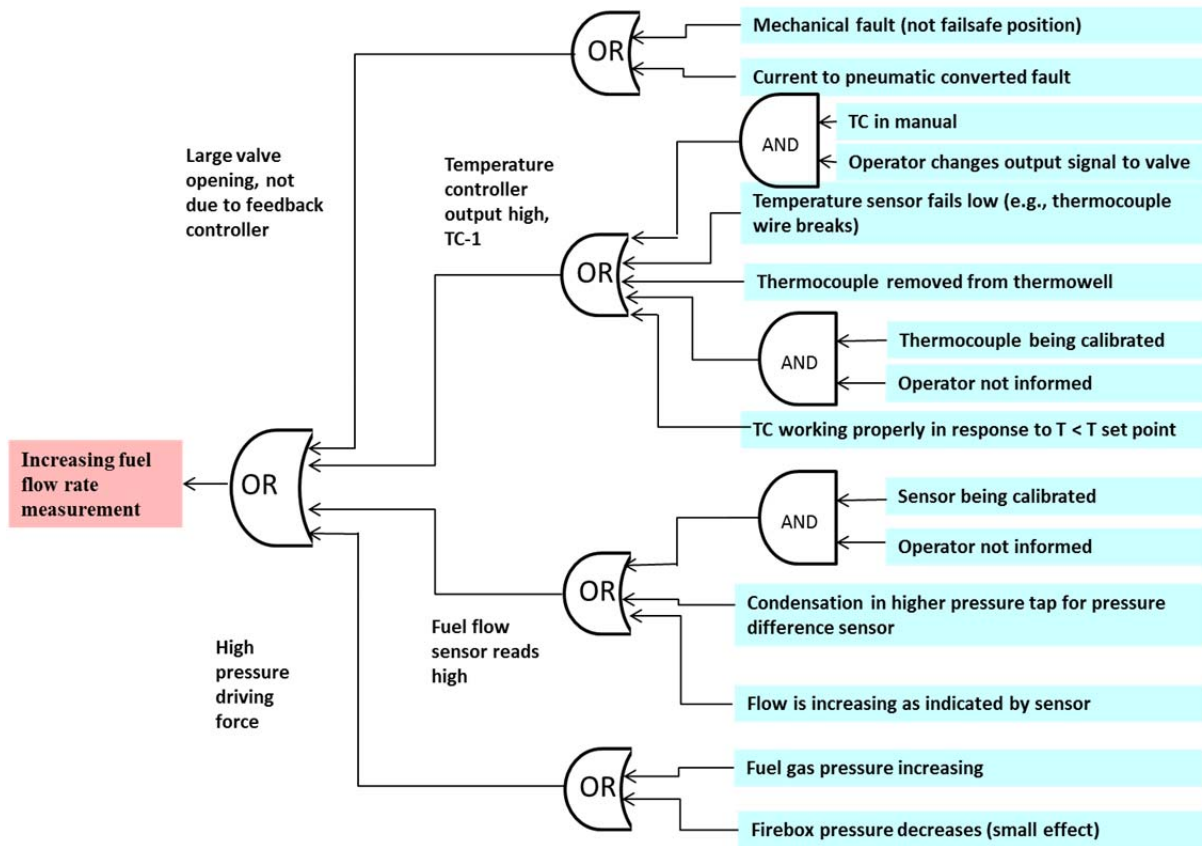 OR
Mechanical fault (not failsafe position)
Current to pneumatic converted fault
AND
TC in manual
Operator changes output signal to valve
Large valve
opening, not
due to feedback
controller
Temperature
controller
output high,
TC-1
OR
Temperature sensor fails low (e.g., thermocouple
wire breaks)
Thermocouple removed from thermowell
AND
Thermocouple being calibrated
Operator not informed
TC working properly in response to T < T set point
Increasing fuel
flow rate
measurement
OR
AND
Sensor being calibrated
Operator not informed
OR
Condensation in higher pressure tap for pressure
difference sensor
Fuel flow
sensor reads
high
Flow is increasing as indicated by sensor
High
pressure
driving
force
OR
Fuel gas pressure increasing
Firebox pressure decreases (small effect)